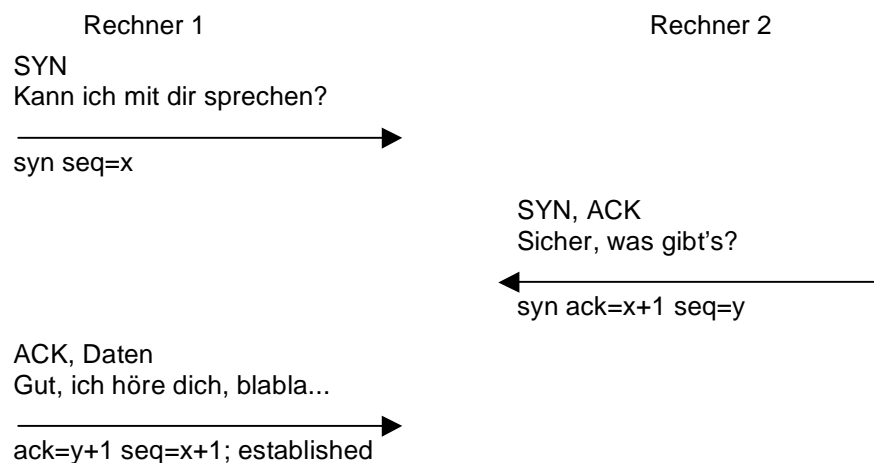 Rechner 1
Rechner 2
SYN
Kann ich mit dir sprechen?
syn seq=x
SYN, ACK
Sicher, was gibt's?
syn ack=x+1 seq=y
ACK, Daten
Gut, ich höre dich, blabla...
ack=y+1 seq=x+1; established